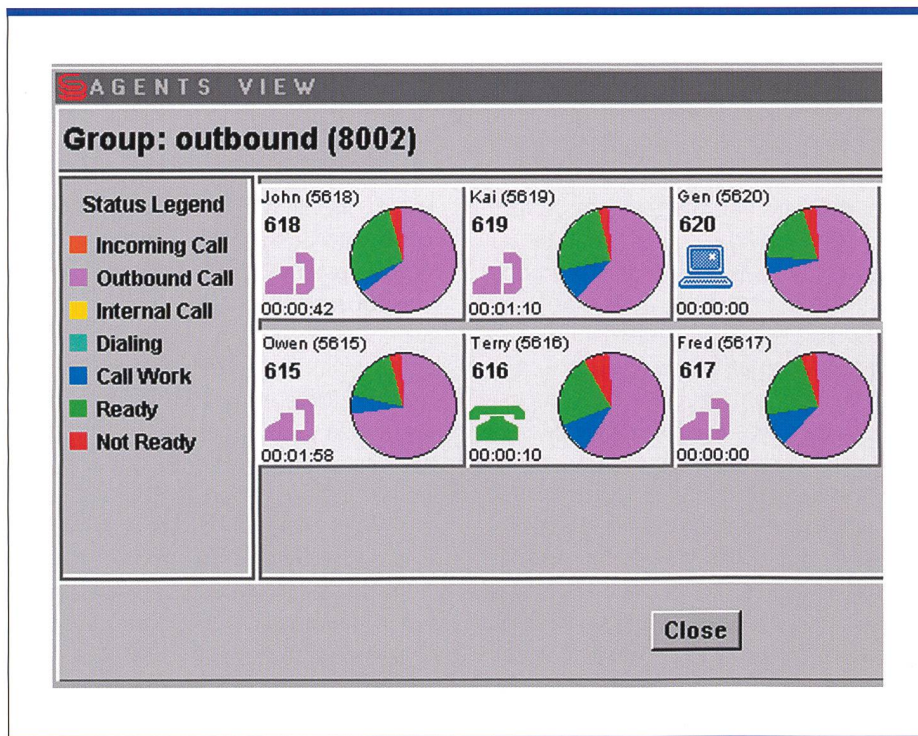 AGENTS VIEW
Group: outbound (8002)
Status Legend
Incoming Call
Outbound Call
Internal Call
Dialing
Call Work
Ready
Not Ready
John (5618)
618
00:00:42
Kai (5619)
619
00:01:10
Gen (5620)
620
00:00:00
Owen (5615)
615
00:01:58
Terry (5616)
616
00:00:10
Fred (5617)
617
00:00:00
Close